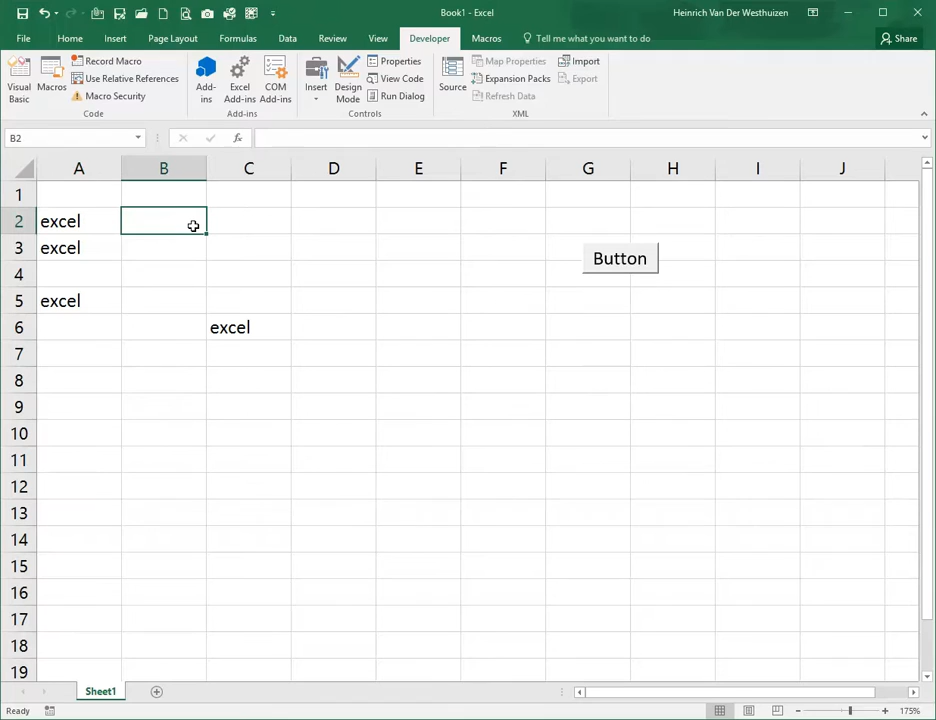 Book1 - Excel
Heinrich Van Der Westhuizen
File Home Insert Page Layout Formulas Data Review View Developer Macros Tell me what you want to do Share
Visual Basic
Macros
Record Macro
Use Relative References
Macro Security
Code
Add-ins
Excel Add-ins
COM Add-ins
Add-ins
Insert
Design Mode
Properties
View Code
Run Dialog
Controls
Source
Map Properties
Expansion Packs
Refresh Data
Import
Export
XML
B2
fx
A B C D E F G H I J
1
2 excel
3 excel
Button
4
5 excel
6 excel
7
8
9
10
11
12
13
14
15
16
17
18
19
Sheet1
Ready
175%